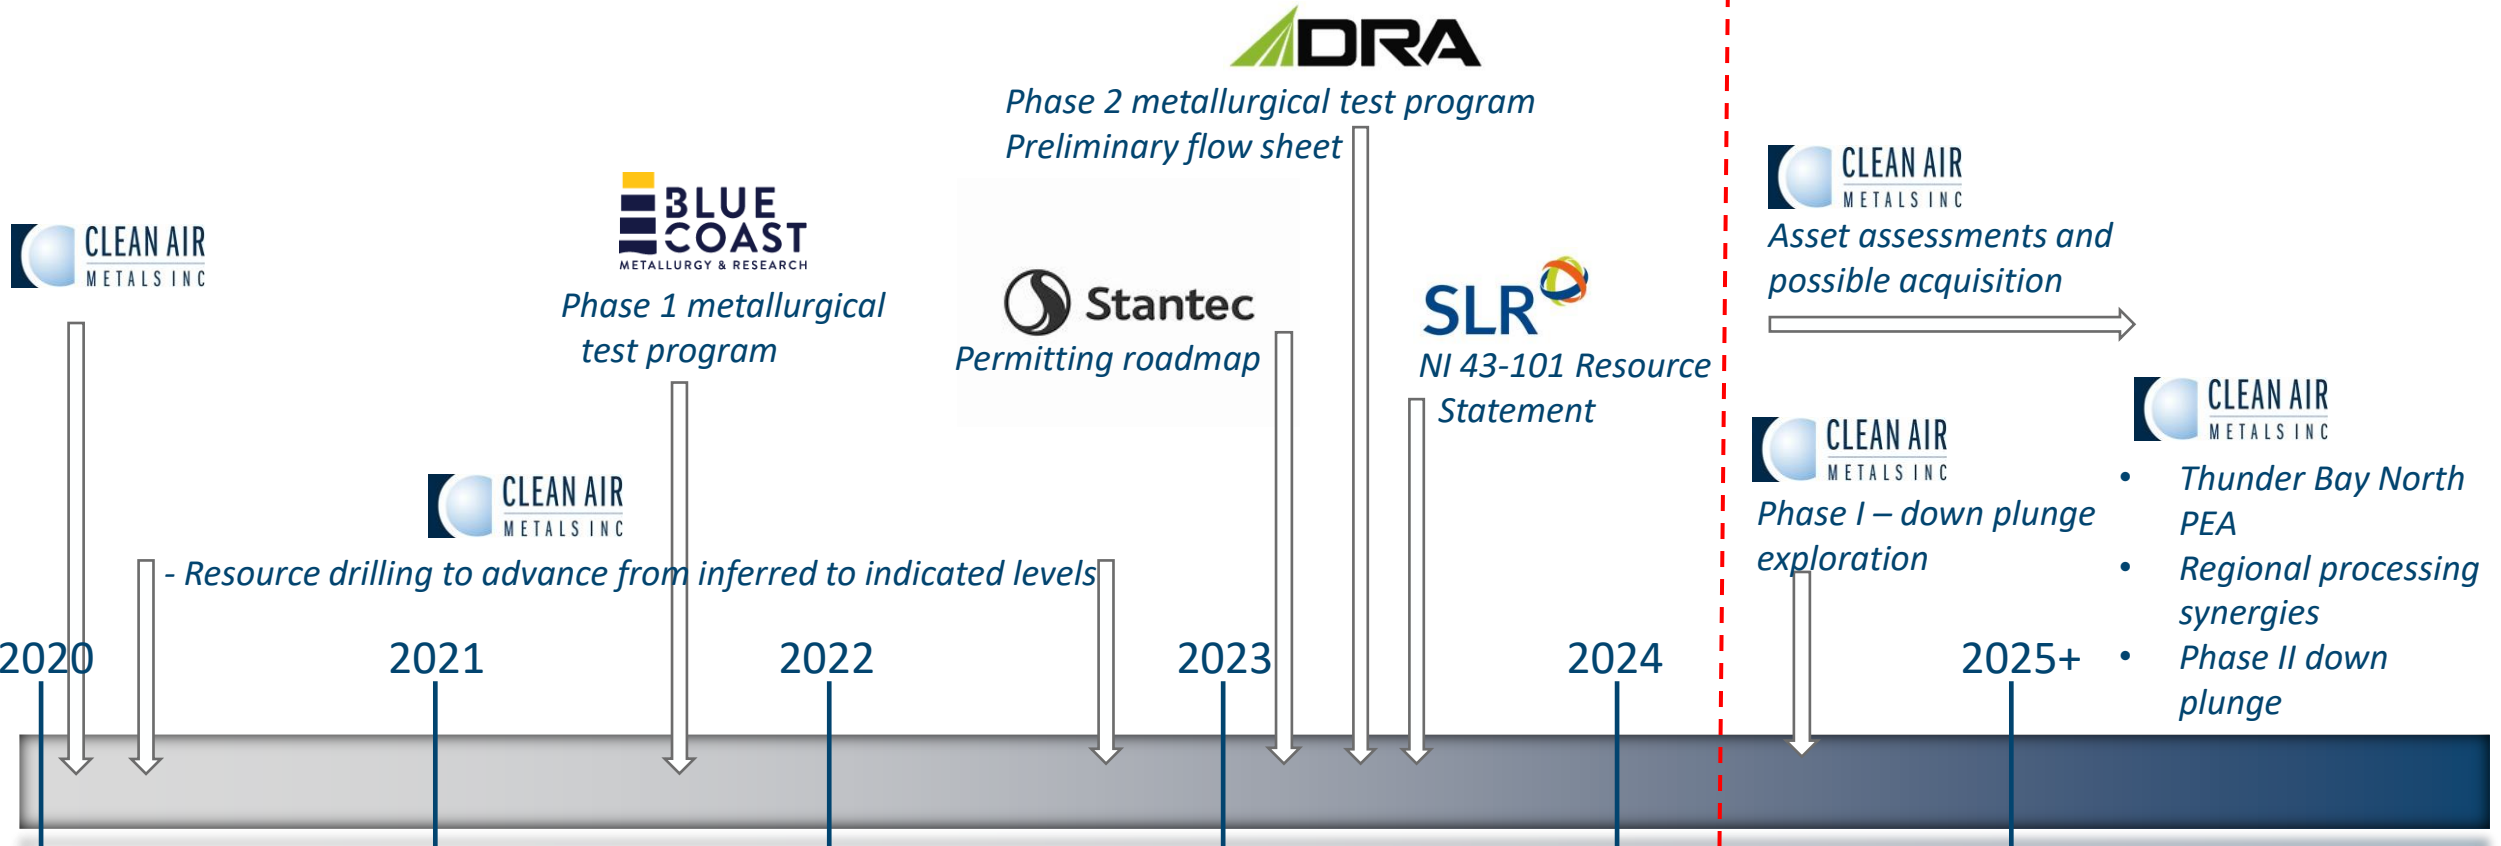 DRA
Phase 2 metallurgical test program
Preliminary flow sheet
CLEAN AIR
METALS INC
BLUE
COAST
METALLURGY & RESEARCH
Phase 1 metallurgical
test program
Stantec
Permitting roadmap
SLR
NI 43-101 Resource
Statement
CLEAN AIR
METALS INC
Asset assessments and
possible acquisition
CLEAN AIR
METALS INC
- Resource drilling to advance from inferred to indicated levels
CLEAN AIR
METALS INC
Phase I – down plunge
exploration
CLEAN AIR
METALS INC
• Thunder Bay North
PEA
• Regional processing
synergies
• Phase II down
plunge
2020
2021
2022
2023
2024
2025+